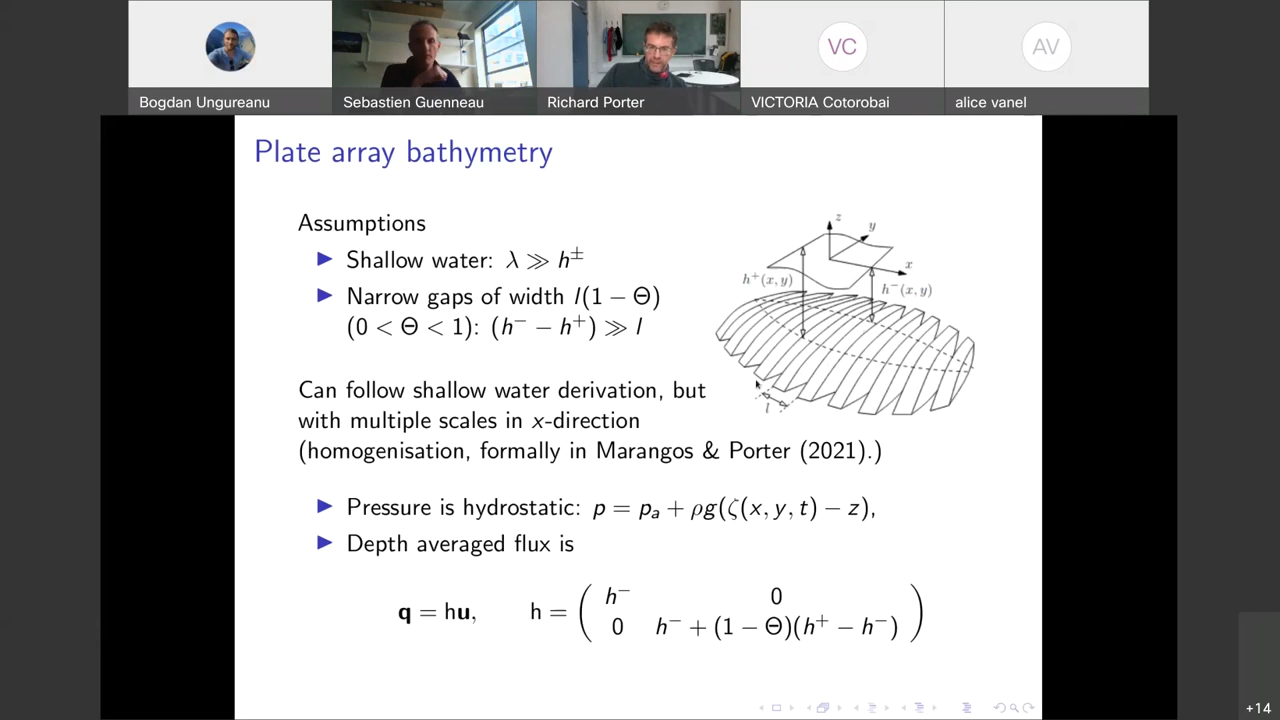 Bogdan Ungureanu
Sebastien Guenneau
Richard Porter
VC
VICTORIA Cotorobai
AV
alice vanel
Plate array bathymetry
Assumptions
▶ Shallow water: λ ≫ h±
▶ Narrow gaps of width l(1 − Θ)
(0 < Θ < 1): (h⁻ − h⁺) ≫ l
z
y
x
h⁺(x, y)
h⁻(x, y)
l
Can follow shallow water derivation, but
with multiple scales in x-direction
(homogenisation, formally in Marangos & Porter (2021).)
▶ Pressure is hydrostatic: p = pₐ + ρg(ζ(x, y, t) − z),
▶ Depth averaged flux is
q = hu, h = ( h⁻ 0
0 h⁻ + (1 − Θ)(h⁺ − h⁻) )
+14